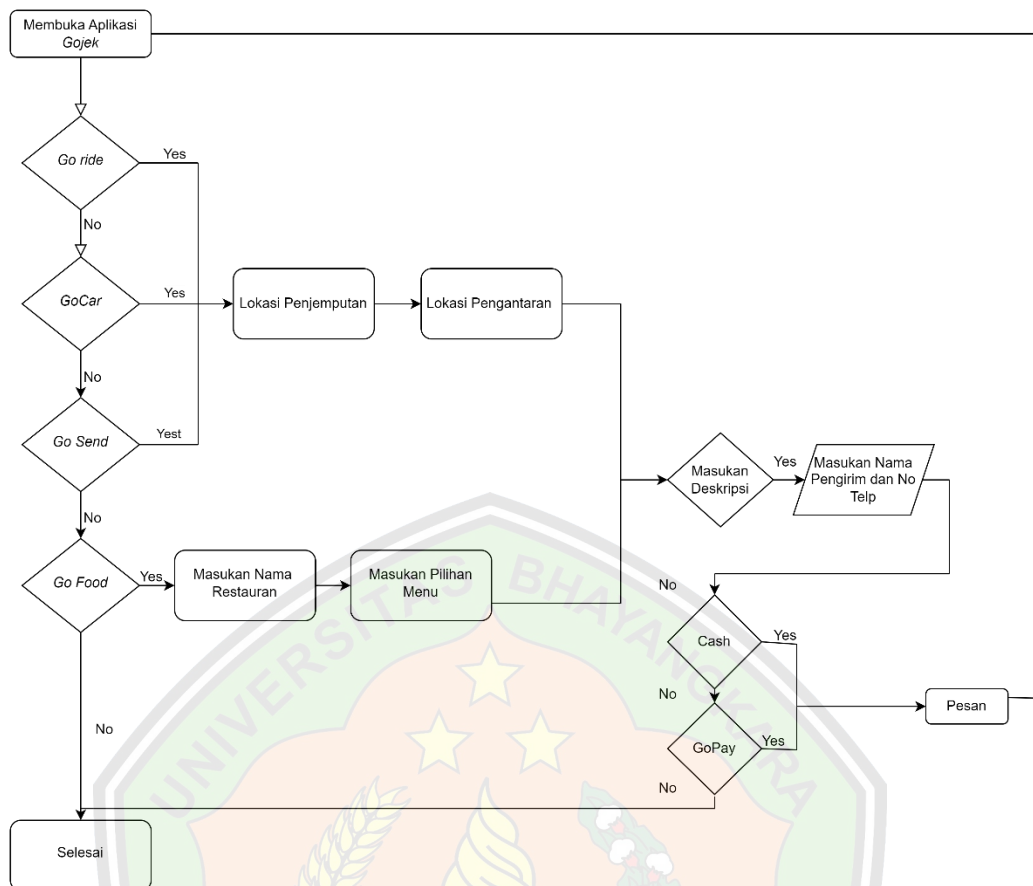 Membuka Aplikasi
Gojek
Go ride
Yes
No
GoCar
Yes
Lokasi Penjemputan
Lokasi Pengantaran
No
Go Send
Yest
Masukan
Deskripsi
Yes
Masukan Nama
Pengirim dan No
Telp
No
Go Food
Yes
Masukan Nama
Restauran
Masukan Pilihan
Menu
No
Cash
Yes
No
Pesan
GoPay
Yes
No
No
Selesai
UNIVERSITAS BHAYANGKARA